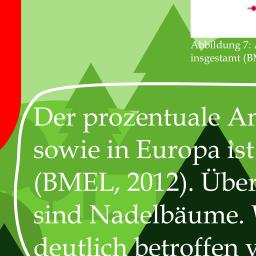 Abbildung 7:
insgestamt (BM
Der prozentuale An
sowie in Europa ist
(BMEL, 2012). Über
sind Nadelbäume. W
deutlich betroffen v